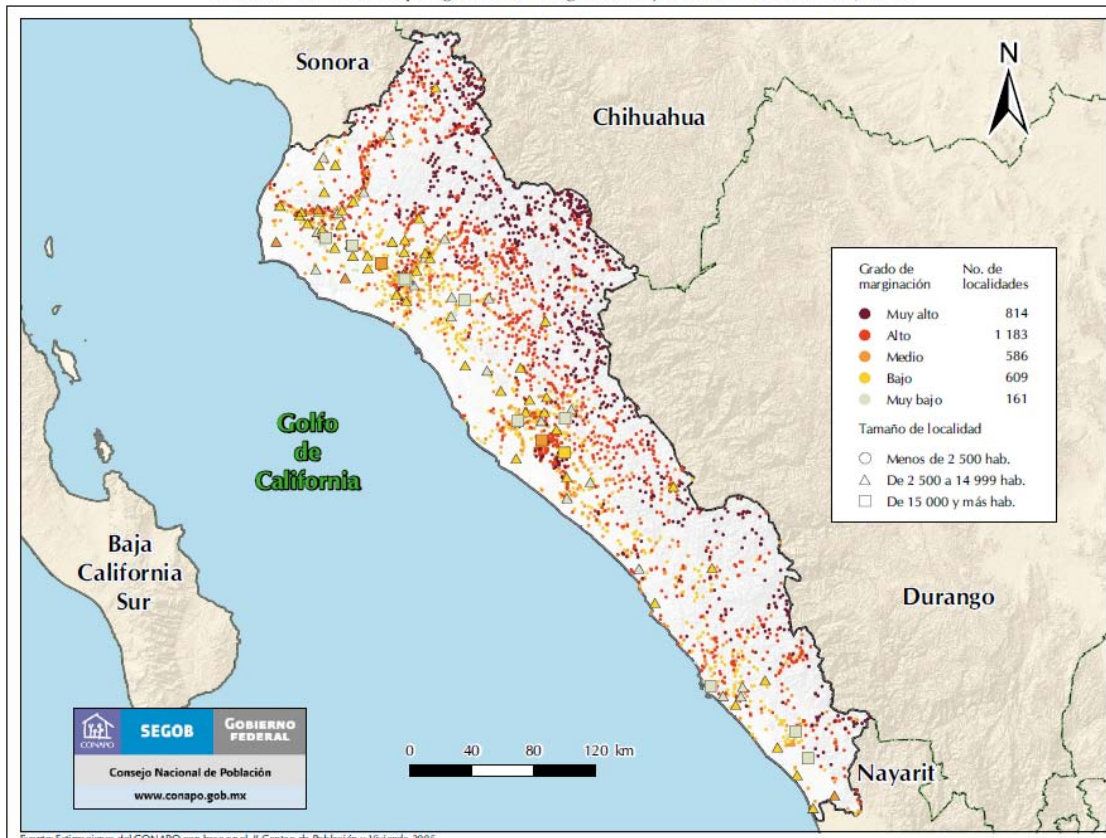 Sonora
Chihuahua
N
Grado de marginación
No. de localidades
Muy alto 814
Alto 1 183
Medio 586
Bajo 609
Muy bajo 161
Tamaño de localidad
Menos de 2 500 hab.
De 2 500 a 14 999 hab.
De 15 000 y más hab.
Golfo
de
California
Baja
California
Sur
Durango
Nayarit
CONAPO
SEGOB
GOBIERNO
FEDERAL
Consejo Nacional de Población
www.conapo.gob.mx
0 40 80 120 km